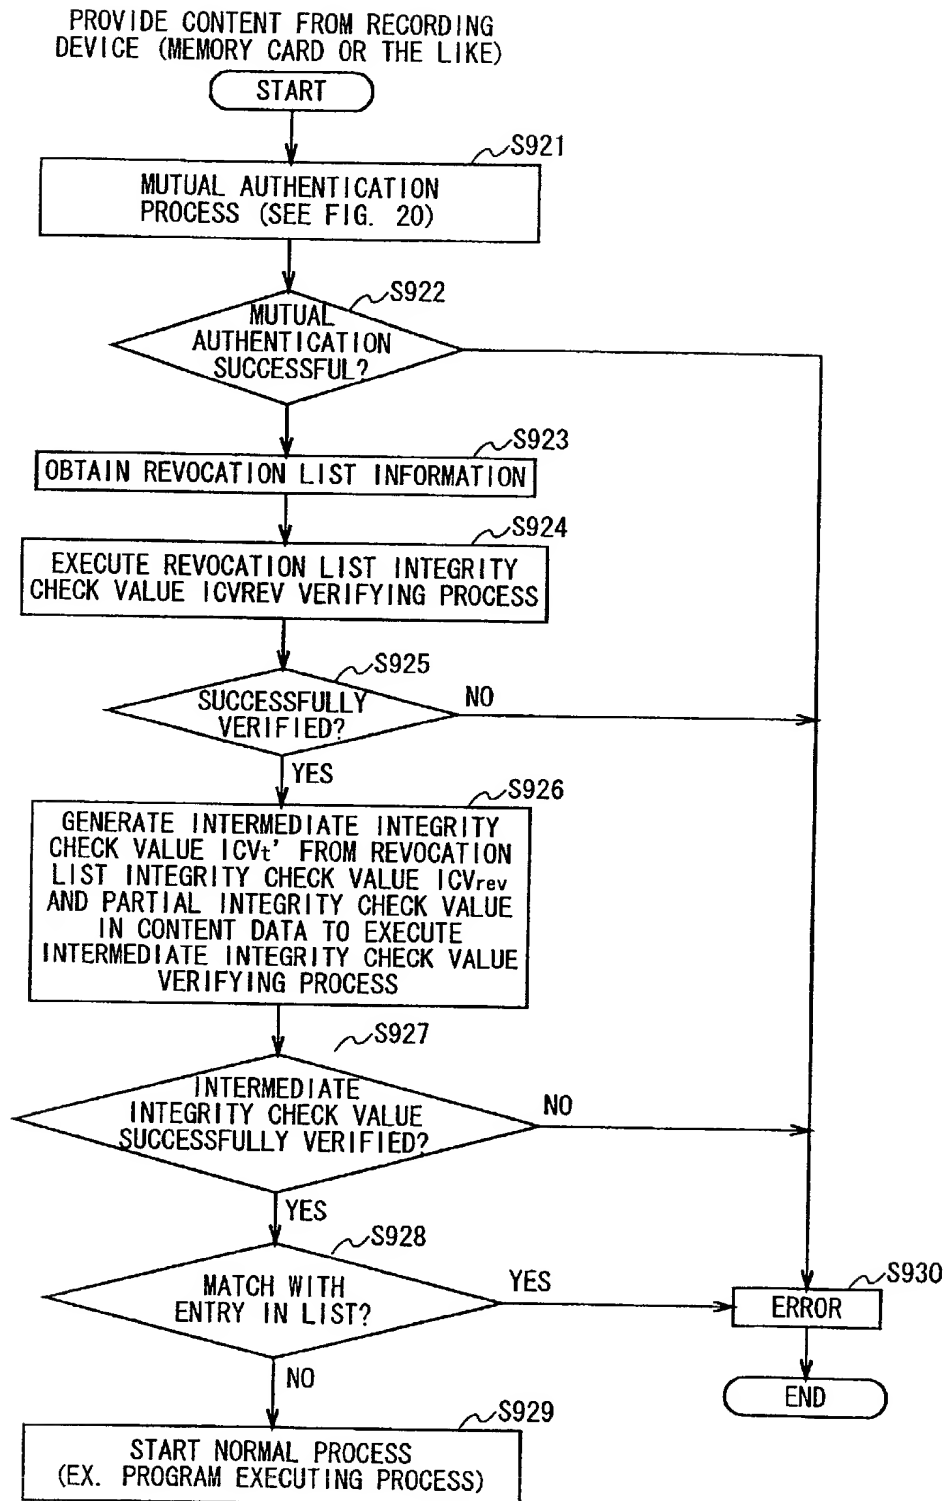 PROVIDE CONTENT FROM RECORDING
DEVICE (MEMORY CARD OR THE LIKE)
START
S921
MUTUAL AUTHENTICATION
PROCESS (SEE FIG. 20)
S922
MUTUAL
AUTHENTICATION
SUCCESSFUL?
S923
OBTAIN REVOCATION LIST INFORMATION
S924
EXECUTE REVOCATION LIST INTEGRITY
CHECK VALUE ICVREV VERIFYING PROCESS
S925
SUCCESSFULLY
VERIFIED?
NO
YES
S926
GENERATE INTERMEDIATE INTEGRITY
CHECK VALUE ICVt' FROM REVOCATION
LIST INTEGRITY CHECK VALUE ICVrev
AND PARTIAL INTEGRITY CHECK VALUE
IN CONTENT DATA TO EXECUTE
INTERMEDIATE INTEGRITY CHECK VALUE
VERIFYING PROCESS
S927
INTERMEDIATE
INTEGRITY CHECK VALUE
SUCCESSFULLY VERIFIED?
NO
YES
S928
MATCH WITH
ENTRY IN LIST?
YES
S930
ERROR
END
NO
S929
START NORMAL PROCESS
(EX. PROGRAM EXECUTING PROCESS)